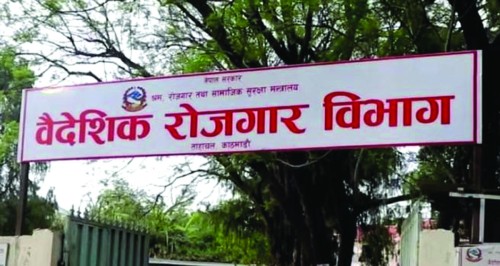 नेपाल सरकार
श्रम, रोजगार तथा सामाजिक सुरक्षा मन्त्रालय
वैदेशिक रोजगार विभाग
ताहाचल, काठमाडौं